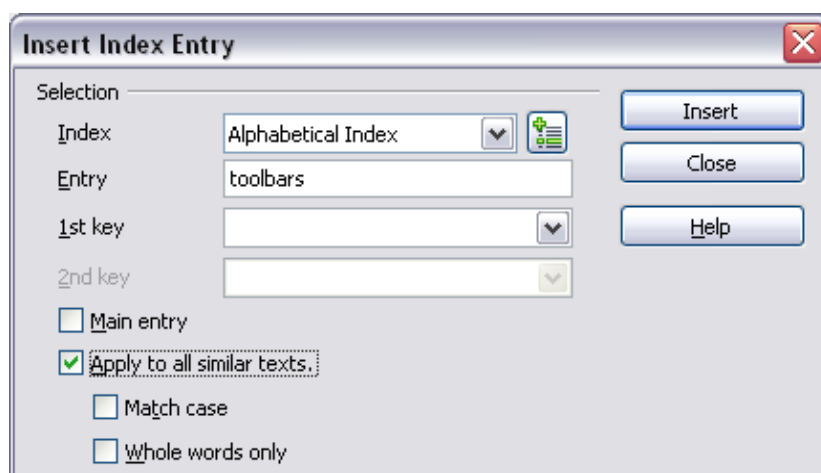 Insert Index Entry
Selection
Insert
Index
Alphabetical Index
Close
Entry
toolbars
1st key
Help
2nd key
Main entry
Apply to all similar texts.
Match case
Whole words only